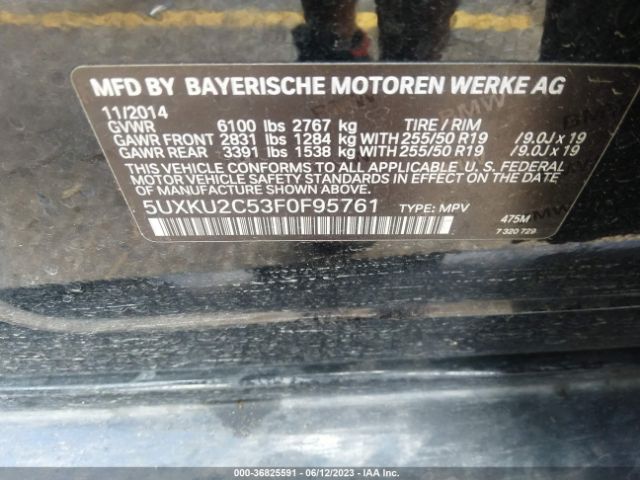 MFD BY BAYERISCHE MOTOREN WERKE AG
11/2014
GVWR 6100 lbs 2767 kg TIRE / RIM
GAWR FRONT 2831 lbs 1284 kg WITH 255/50 R19 /9.0J x 19
GAWR REAR 3391 lbs 1538 kg WITH 255/50 R19 /9.0J x 19
THIS VEHICLE CONFORMS TO ALL APPLICABLE U.S. FEDERAL
MOTOR VEHICLE SAFETY STANDARDS IN EFFECT ON THE DATE
OF MANUFACTURE SHOWN ABOVE.
5UXKU2C53F0F95761 TYPE: MPV 475M
7 320 729
000-36825591 - 06/12/2023 - IAA Inc.